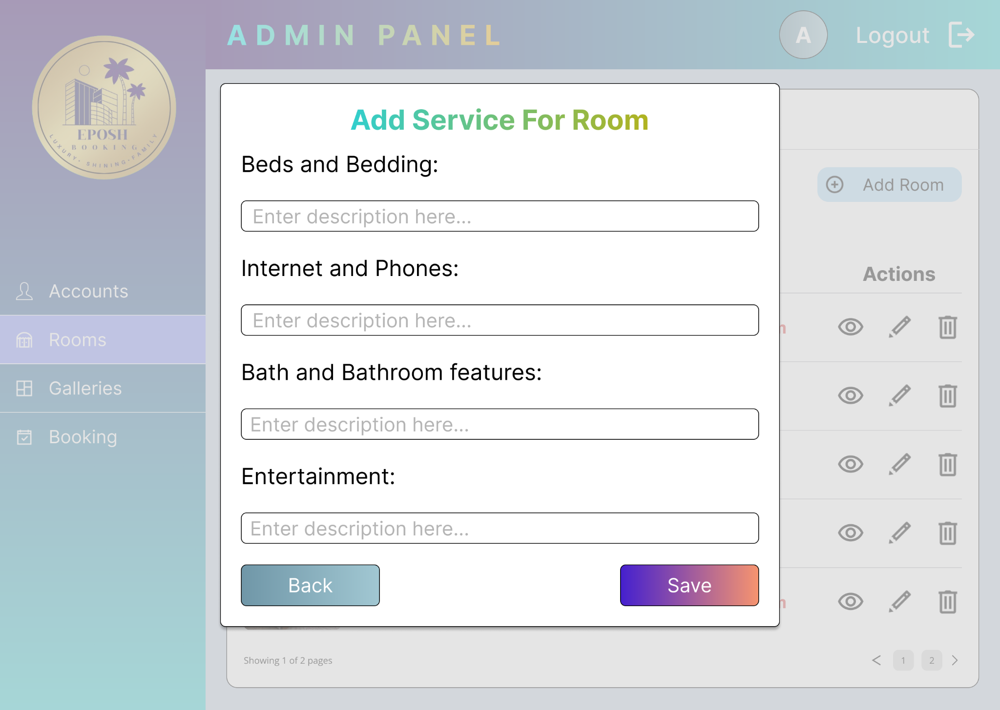 ADMIN PANEL
A
Logout
EPOSH
BOOKING
LUXURY · SHINING · FAMILY
Accounts
Rooms
Galleries
Booking
Add Service For Room
Beds and Bedding:
Enter description here...
Internet and Phones:
Enter description here...
Bath and Bathroom features:
Enter description here...
Entertainment:
Enter description here...
Back
Save
Add Room
Actions
Showing 1 of 2 pages
< 1 2 >